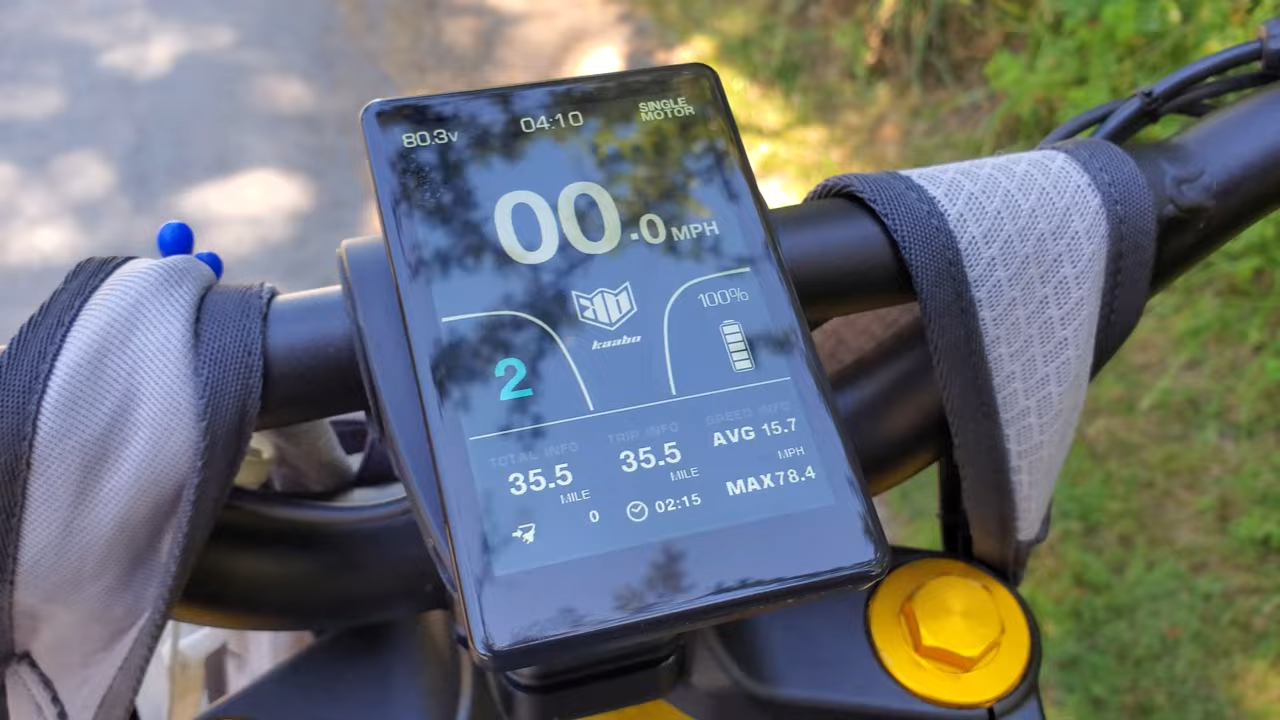 80.3v 04:10 SINGLE MOTOR
00.0 MPH
kaabo
100%
2
TOTAL INFO TRIP INFO SPEED INFO
35.5 MILE 35.5 MILE AVG 15.7 MPH
0 02:15 MAX78.4